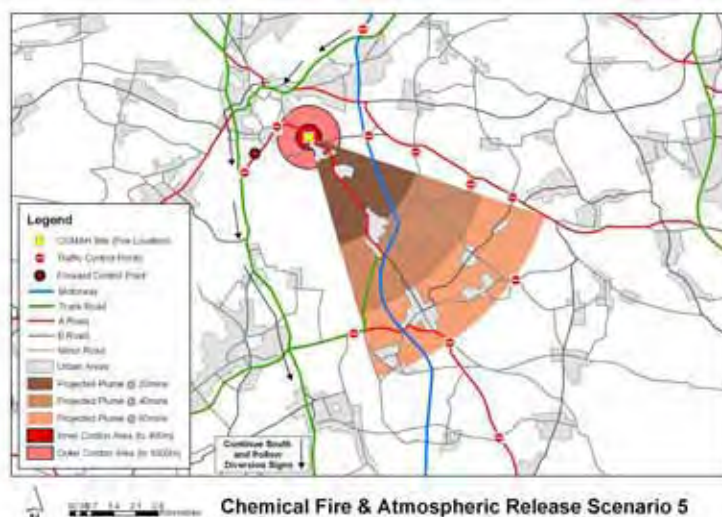 Legend
COMAH Site (Fire Location)
Traffic Control Points
Forward Control Point
Motorway
Trunk Road
A Road
B Road
Minor Road
Urban Areas
Projected Plume @ 20mins
Projected Plume @ 40mins
Projected Plume @ 60mins
Inner Cordon Area (to 400m)
Outer Cordon Area (to 1000m)
Continue South
and Follow
Diversion Signs
N
Chemical Fire & Atmospheric Release Scenario 5